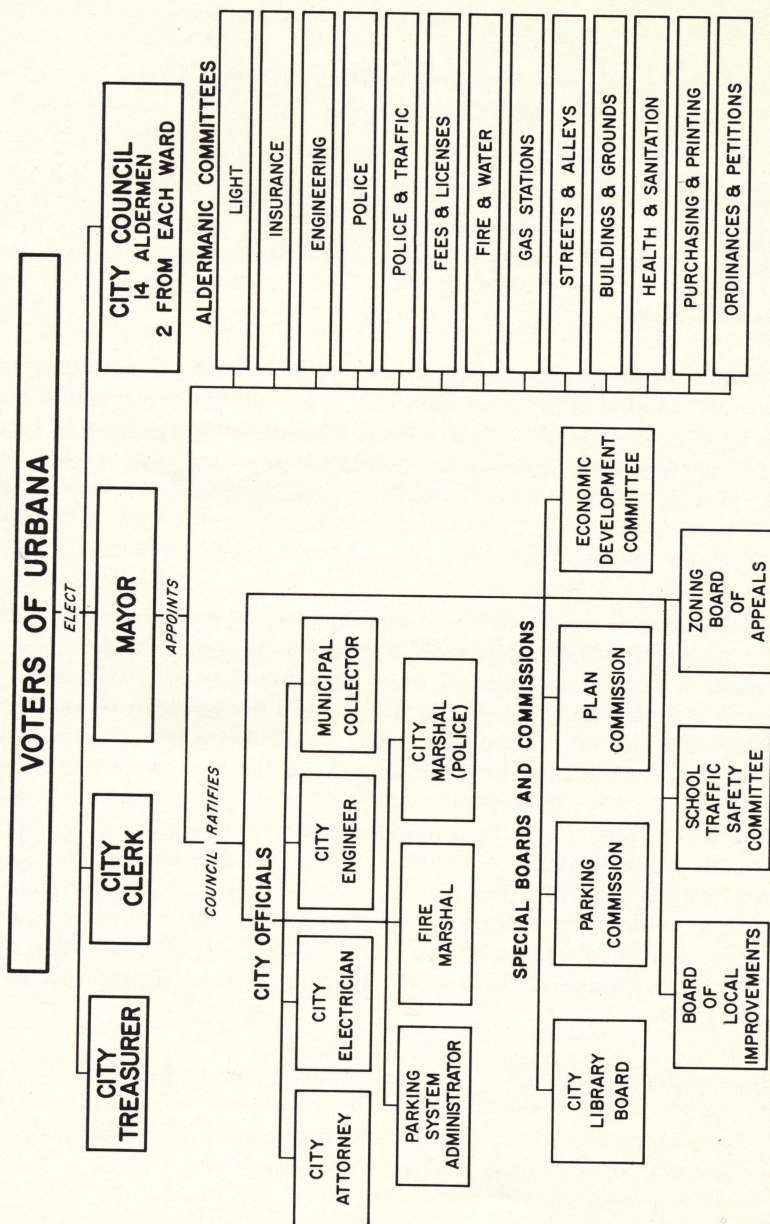 VOTERS OF URBANA
ELECT
CITY
TREASURER
CITY
CLERK
MAYOR
CITY COUNCIL
14 ALDERMEN
2 FROM EACH WARD
APPOINTS
COUNCIL RATIFIES
CITY OFFICIALS
CITY
ATTORNEY
CITY
ELECTRICIAN
CITY
ENGINEER
MUNICIPAL
COLLECTOR
PARKING
SYSTEM
ADMINISTRATOR
FIRE
MARSHAL
CITY
MARSHAL
(POLICE)
SPECIAL BOARDS AND COMMISSIONS
CITY
LIBRARY
BOARD
PARKING
COMMISSION
PLAN
COMMISSION
ECONOMIC
DEVELOPMENT
COMMITTEE
BOARD
OF
LOCAL
IMPROVEMENTS
SCHOOL
TRAFFIC
SAFETY
COMMITTEE
ZONING
BOARD
OF
APPEALS
ALDERMANIC COMMITTEES
LIGHT
INSURANCE
ENGINEERING
POLICE
POLICE & TRAFFIC
FEES & LICENSES
FIRE & WATER
GAS STATIONS
STREETS & ALLEYS
BUILDINGS & GROUNDS
HEALTH & SANITATION
PURCHASING & PRINTING
ORDINANCES & PETITIONS